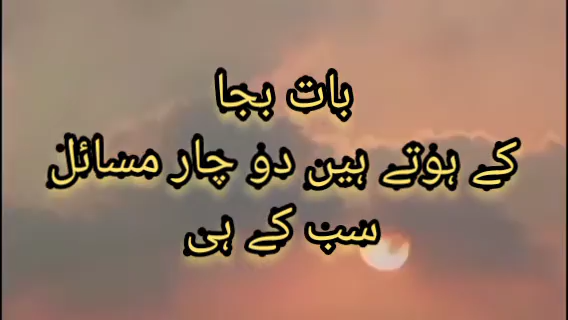 بات بجا
کے ہوتے ہیں دو چار مسائل
سب کے ہی